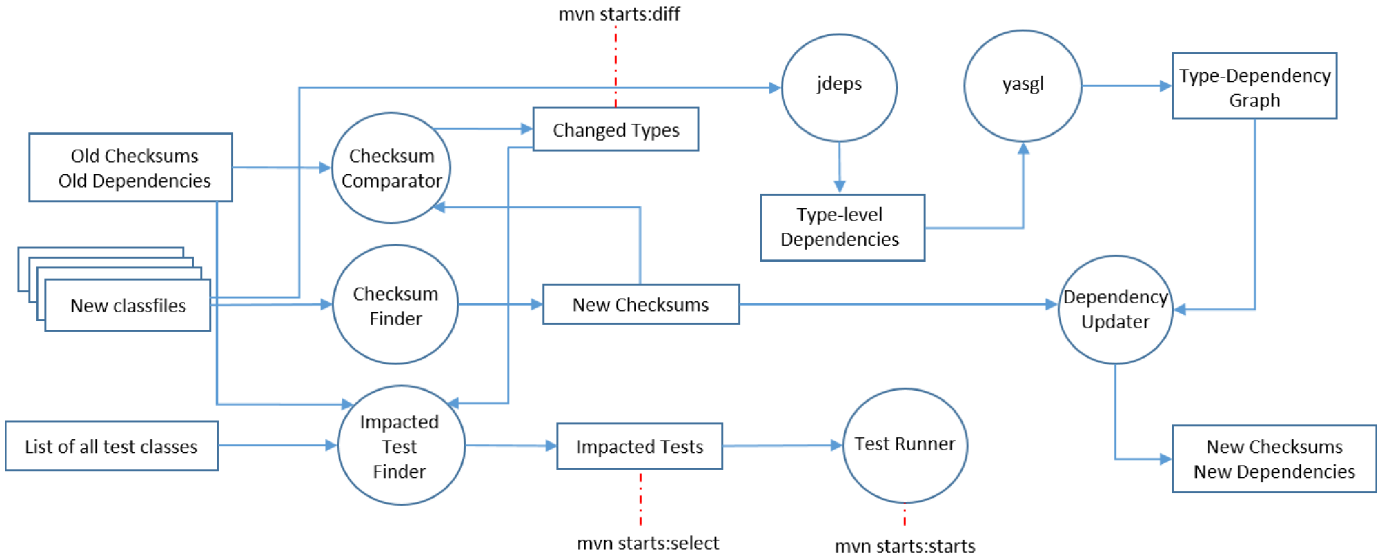 mvn starts:diff
jdeps
yasgl
Type-Dependency
Graph
Changed Types
Old Checksums
Old Dependencies
Checksum
Comparator
Type-level
Dependencies
New classfiles
Checksum
Finder
New Checksums
Dependency
Updater
List of all test classes
Impacted
Test
Finder
Impacted Tests
Test Runner
New Checksums
New Dependencies
mvn starts:select
mvn starts:starts